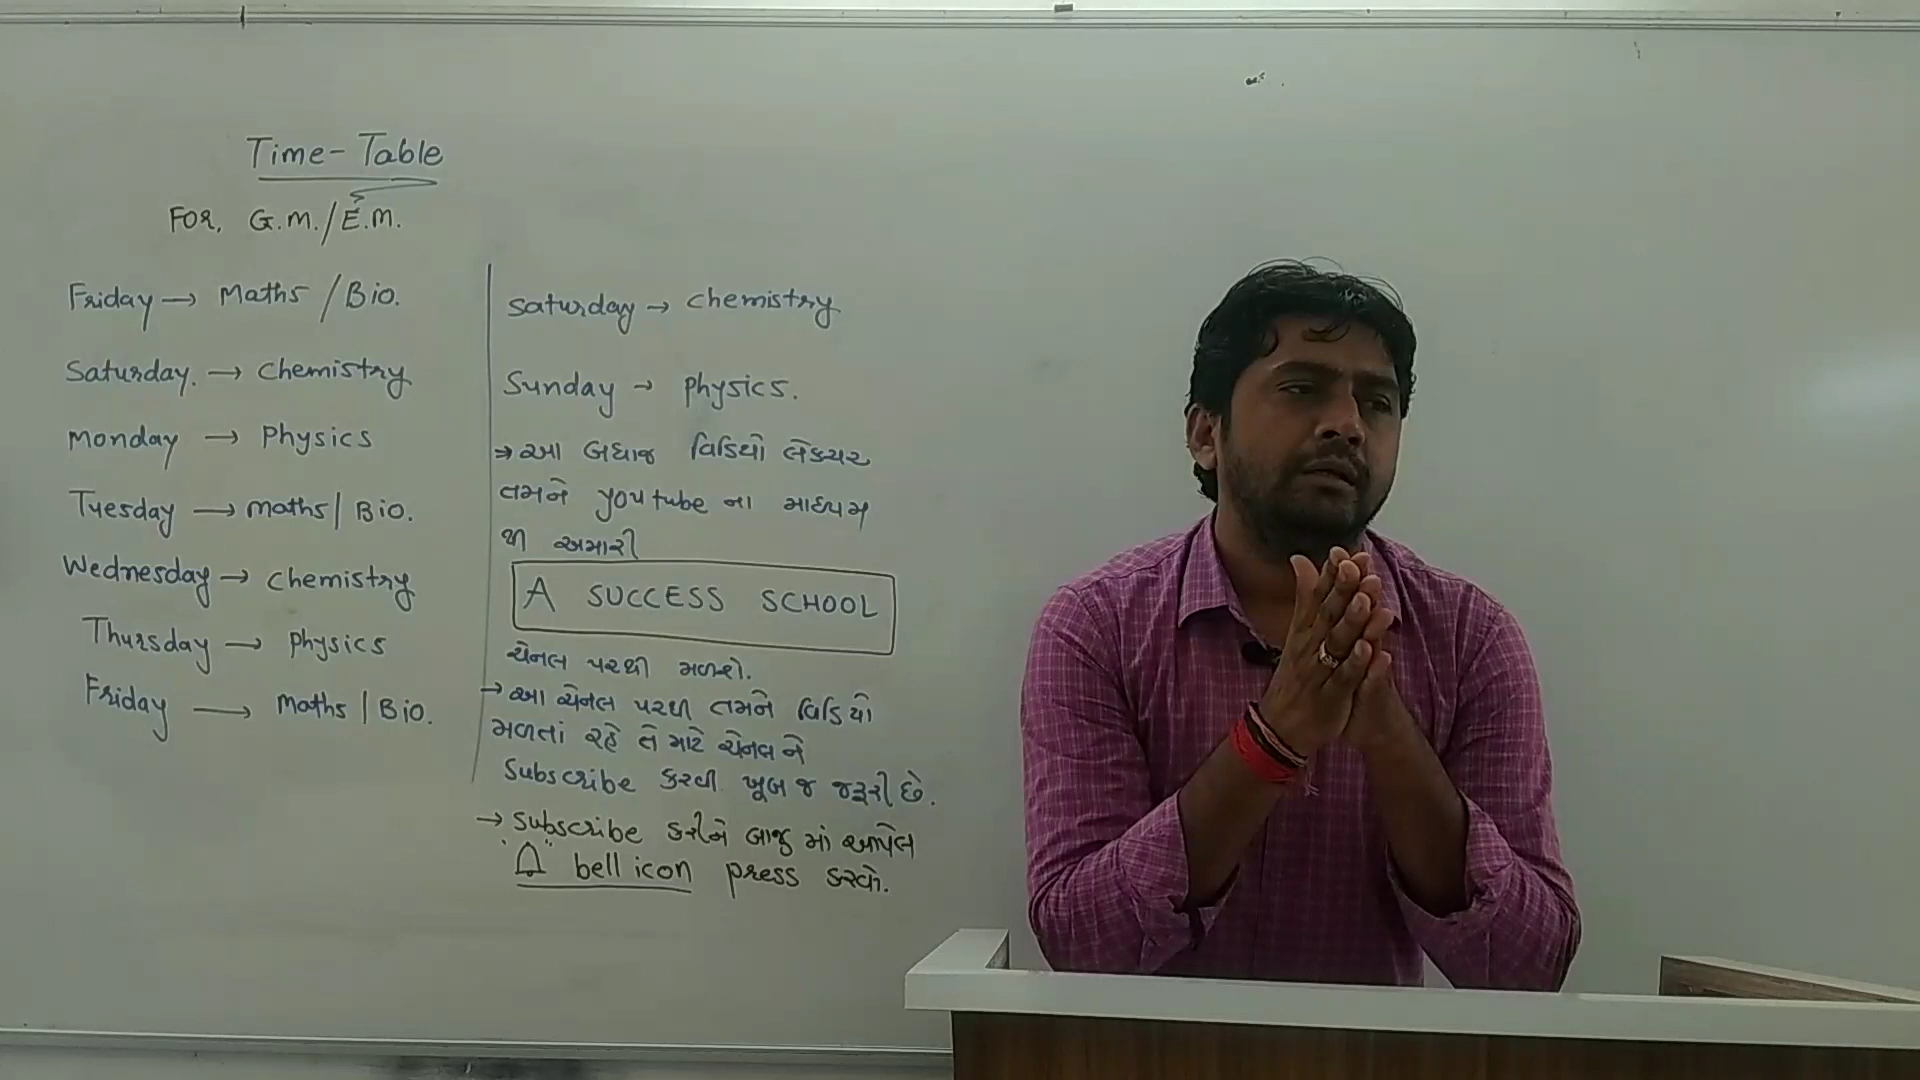 Time-Table
FOR, G.M./E.M.
Friday → Maths / Bio.
Saturday. → Chemistry
Monday → Physics
Tuesday → Maths | Bio.
Wednesday → Chemistry
Thursday → Physics
Friday → Maths | Bio.
Saturday → Chemistry
Sunday → Physics.
⇒ આ બધાજ વિડિયો લેક્ચર
તમને youtube ના માધ્યમ
થી અમારી
A SUCCESS SCHOOL
ચેનલ પરથી મળશે.
→ આ ચેનલ પરથી તમને વિડિયો
મળતાં રહે તે માટે ચેનલ ને
Subscribe કરવી ખૂબ જ જરૂરી છે.
→ Subscribe કરીને બાજુ માં આપેલ
"🔔" bell icon press કરવો.